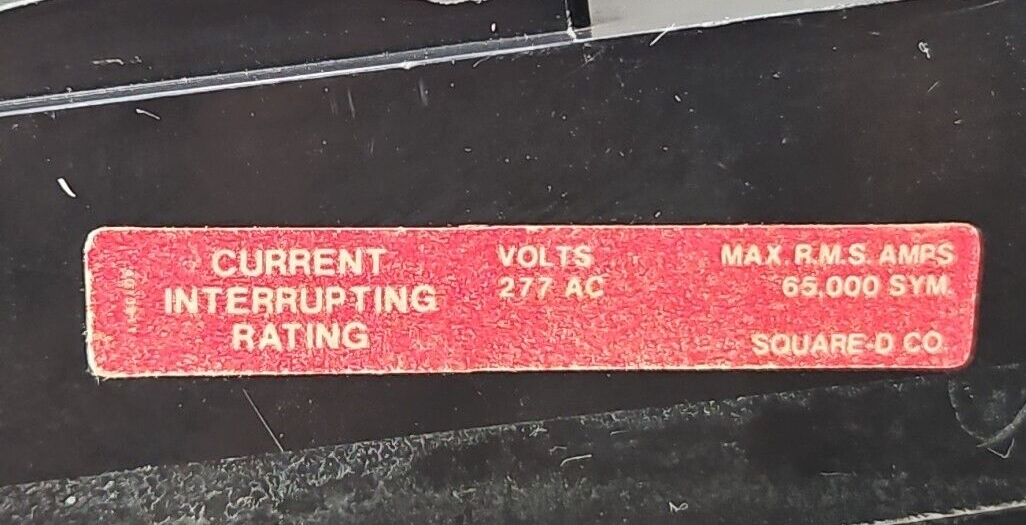 CURRENT
INTERRUPTING
RATING
VOLTS
277 AC
MAX. R.M.S. AMPS
65,000 SYM.
SQUARE-D CO.